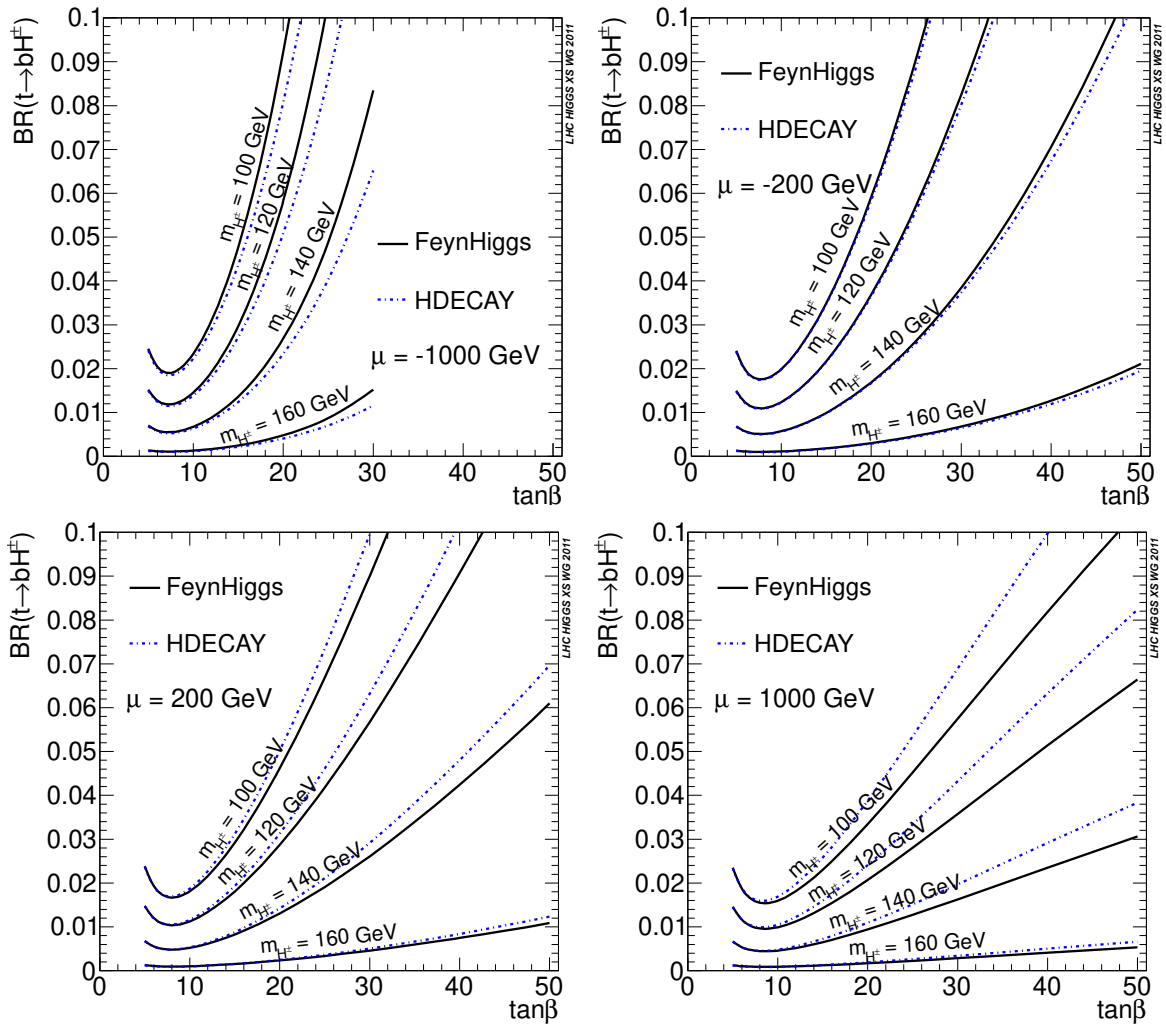 BR(t→bH±)
0.1
0.09
0.08
0.07
0.06
0.05
0.04
0.03
0.02
0.01
0
m_H± = 100 GeV
m_H± = 120 GeV
m_H± = 140 GeV
m_H± = 160 GeV
FeynHiggs
HDECAY
μ = -1000 GeV
0 10 20 30 40 50
tanβ
LHC HIGGS XS WG 2011
BR(t→bH±)
0.1
0.09
0.08
0.07
0.06
0.05
0.04
0.03
0.02
0.01
0
FeynHiggs
HDECAY
μ = -200 GeV
m_H± = 100 GeV
m_H± = 120 GeV
m_H± = 140 GeV
m_H± = 160 GeV
0 10 20 30 40 50
tanβ
LHC HIGGS XS WG 2011
BR(t→bH±)
0.1
0.09
0.08
0.07
0.06
0.05
0.04
0.03
0.02
0.01
0
FeynHiggs
HDECAY
μ = 200 GeV
m_H± = 100 GeV
m_H± = 120 GeV
m_H± = 140 GeV
m_H± = 160 GeV
0 10 20 30 40 50
tanβ
LHC HIGGS XS WG 2011
BR(t→bH±)
0.1
0.09
0.08
0.07
0.06
0.05
0.04
0.03
0.02
0.01
0
FeynHiggs
HDECAY
μ = 1000 GeV
m_H± = 100 GeV
m_H± = 120 GeV
m_H± = 140 GeV
m_H± = 160 GeV
0 10 20 30 40 50
tanβ
LHC HIGGS XS WG 2011